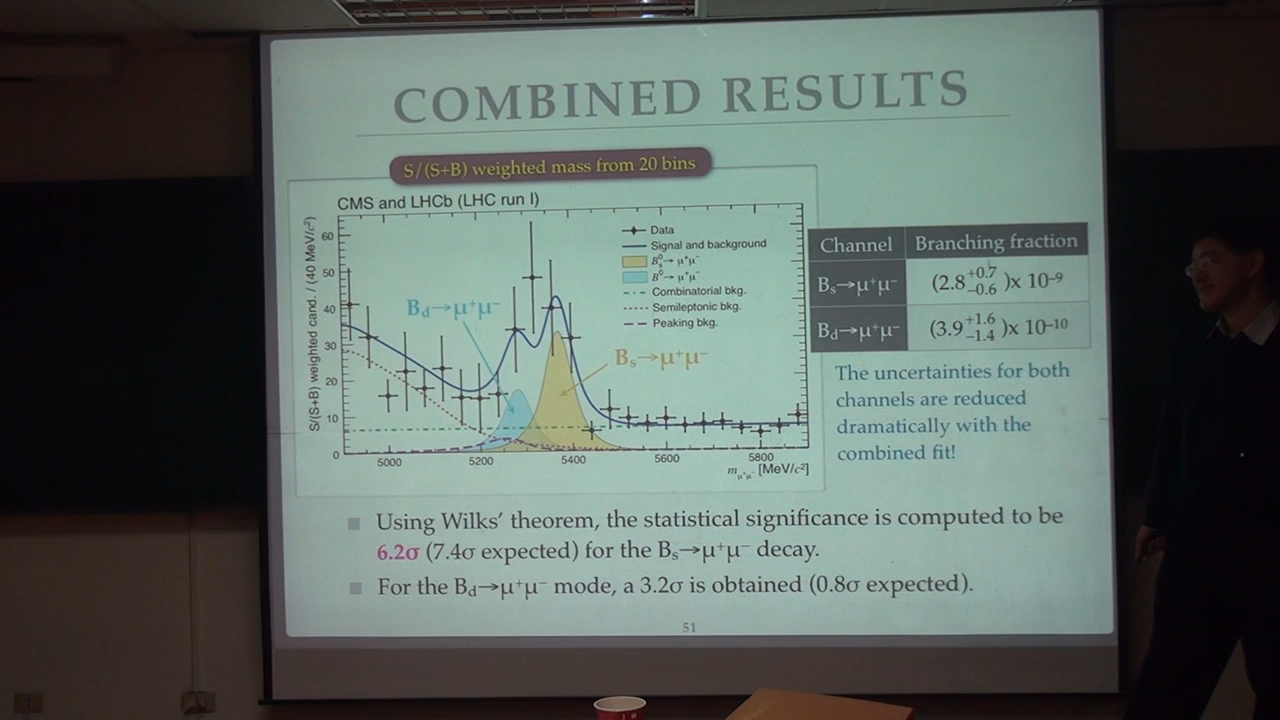 COMBINED RESULTS
S/(S+B) weighted mass from 20 bins
CMS and LHCb (LHC run I)
S/(S+B) weighted cand. / (40 MeV/c²)
60
50
40
30
20
10
0
5000 5200 5400 5600 5800
m_μ⁺μ⁻ [MeV/c²]
Data
Signal and background
B⁰ₛ→μ⁺μ⁻
B⁰→μ⁺μ⁻
Combinatorial bkg.
Semileptonic bkg.
Peaking bkg.
B_d→μ⁺μ⁻
Bₛ→μ⁺μ⁻
Channel Branching fraction
Bₛ→μ⁺μ⁻ (2.8 +0.7 −0.6 )x 10⁻⁹
B_d→μ⁺μ⁻ (3.9 +1.6 −1.4 )x 10⁻¹⁰
The uncertainties for both
channels are reduced
dramatically with the
combined fit!
Using Wilks' theorem, the statistical significance is computed to be
6.2σ (7.4σ expected) for the Bₛ→μ⁺μ⁻ decay.
For the B_d→μ⁺μ⁻ mode, a 3.2σ is obtained (0.8σ expected).
51